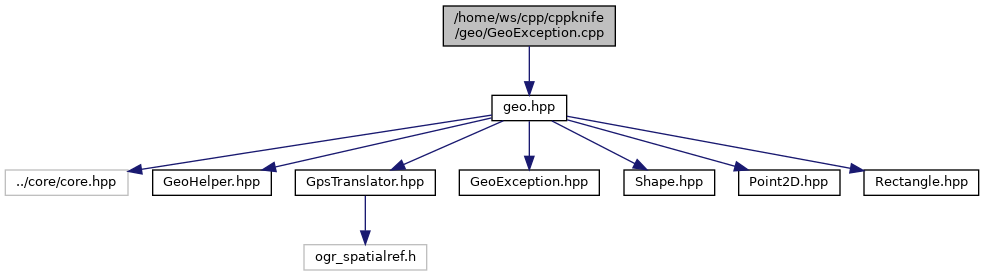 /home/ws/cpp/cppknife
/geo/GeoException.cpp
geo.hpp
../core/core.hpp
GeoHelper.hpp
GpsTranslator.hpp
GeoException.hpp
Shape.hpp
Point2D.hpp
Rectangle.hpp
ogr_spatialref.h